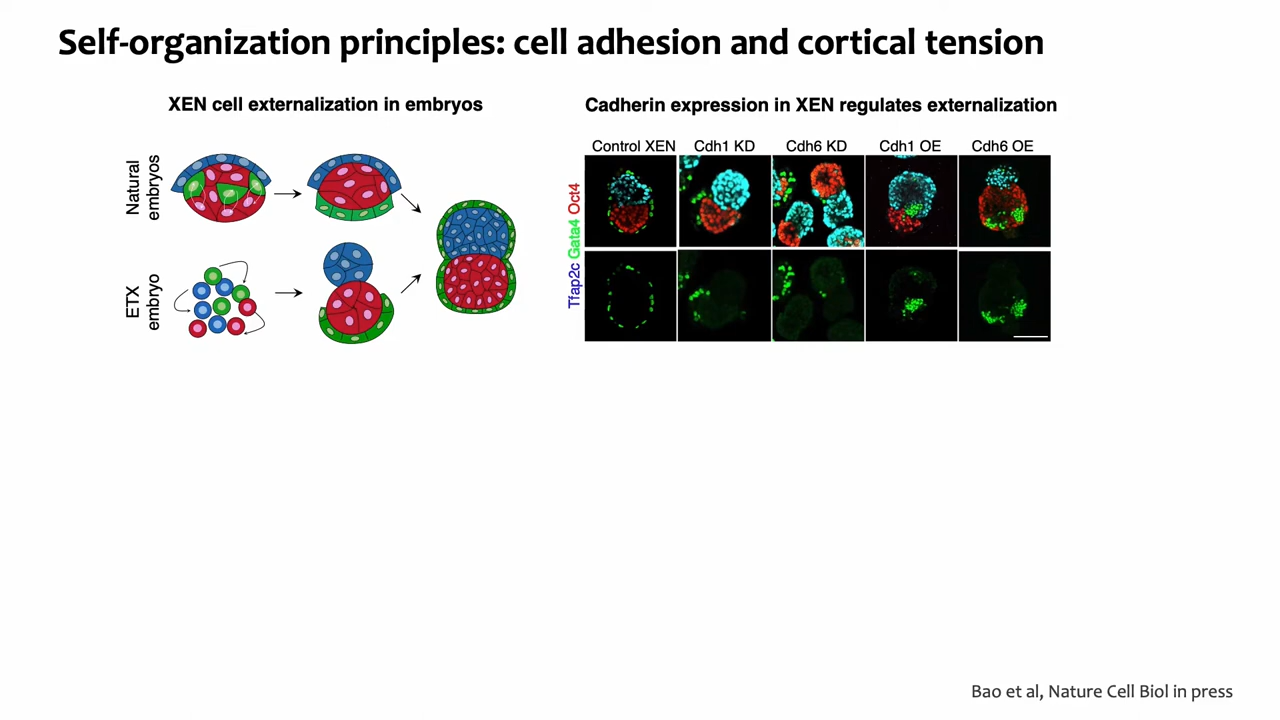 Self-organization principles: cell adhesion and cortical tension
XEN cell externalization in embryos
Natural
embryos
ETX
embryo
Cadherin expression in XEN regulates externalization
Control XEN
Cdh1 KD
Cdh6 KD
Cdh1 OE
Cdh6 OE
Tfap2c Gata4 Oct4
Bao et al, Nature Cell Biol in press